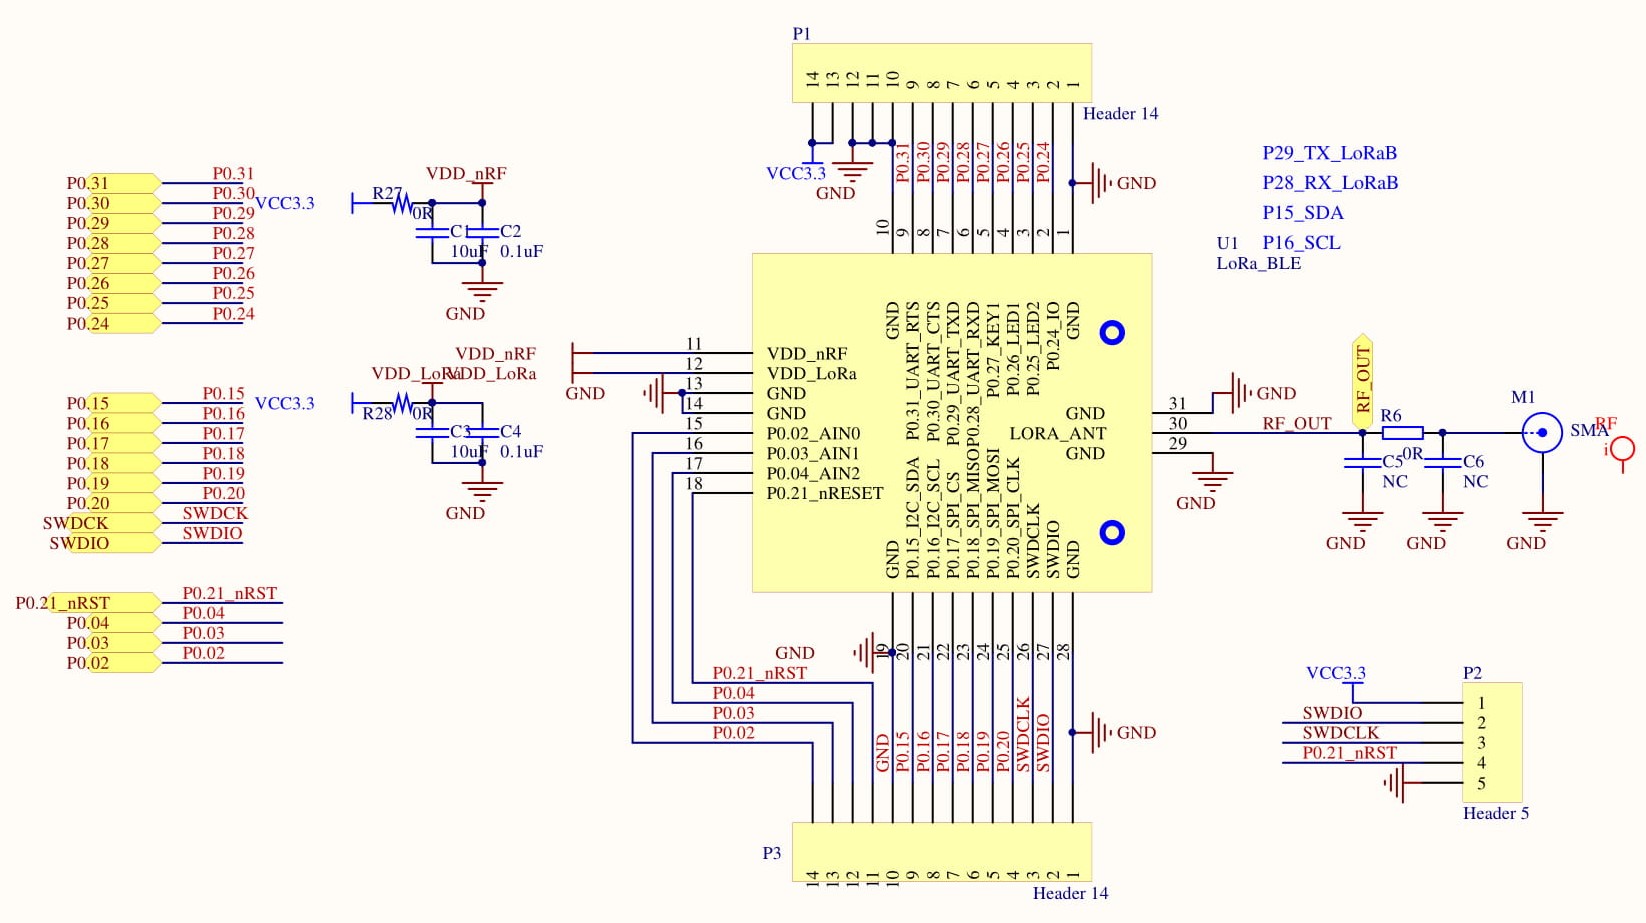 P1
14 13 12 11 10 9 8 7 6 5 4 3 2 1
Header 14
VCC3.3
GND
P0.31 P0.30 P0.29 P0.28 P0.27 P0.26 P0.25 P0.24
GND
10 9 8 7 6 5 4 3 2 1
P29_TX_LoRaB
P28_RX_LoRaB
P15_SDA
P16_SCL
U1
LoRa_BLE
P0.31 P0.31
P0.30 P0.30
P0.29 P0.29
P0.28 P0.28
P0.27 P0.27
P0.26 P0.26
P0.25 P0.25
P0.24 P0.24
VCC3.3
R27
0R
VDD_nRF
C1
10uF
C2
0.1uF
GND
P0.15 P0.15
P0.16 P0.16
P0.17 P0.17
P0.18 P0.18
P0.19 P0.19
P0.20 P0.20
SWDCK SWDCK
SWDIO SWDIO
VCC3.3
R28
0R
VDD_LoRa
C3
10uF
C4
0.1uF
GND
P0.21_nRST P0.21_nRST
P0.04 P0.04
P0.03 P0.03
P0.02 P0.02
VDD_nRF
VDD_LoRa
GND
11 VDD_nRF
12 VDD_LoRa
13 GND
14 GND
15 P0.02_AIN0
16 P0.03_AIN1
17 P0.04_AIN2
18 P0.21_nRESET
GND
P0.31_UART_RTS
P0.30_UART_CTS
P0.29_UART_TXD
P0.28_UART_RXD
P0.27_KEY1
P0.26_LED1
P0.25_LED2
P0.24_IO
GND
GND 31
LORA_ANT 30
GND 29
GND
P0.15_I2C_SDA
P0.16_I2C_SCL
P0.17_SPI_CS
P0.18_SPI_MISO
P0.19_SPI_MOSI
P0.20_SPI_CLK
SWDCLK
SWDIO
GND
GND
RF_OUT
GND
RF_OUT
R6
0R
C5
NC
C6
NC
M1
SMA
RF
i
GND
GND
GND
19 20 21 22 23 24 25 26 27 28
GND
P0.21_nRST
P0.04
P0.03
P0.02
GND P0.15 P0.16 P0.17 P0.18 P0.19 P0.20 SWDCLK SWDIO
GND
P3
14 13 12 11 10 9 8 7 6 5 4 3 2 1
Header 14
VCC3.3
P2
1
SWDIO 2
SWDCLK 3
P0.21_nRST 4
5
Header 5